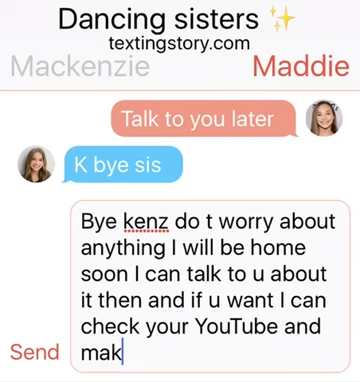 Dancing sisters ✨
textingstory.com
Mackenzie Maddie
Talk to you later
K bye sis
Bye kenz do t worry about
anything I will be home
soon I can talk to u about
it then and if u want I can
check your YouTube and
mak
Send